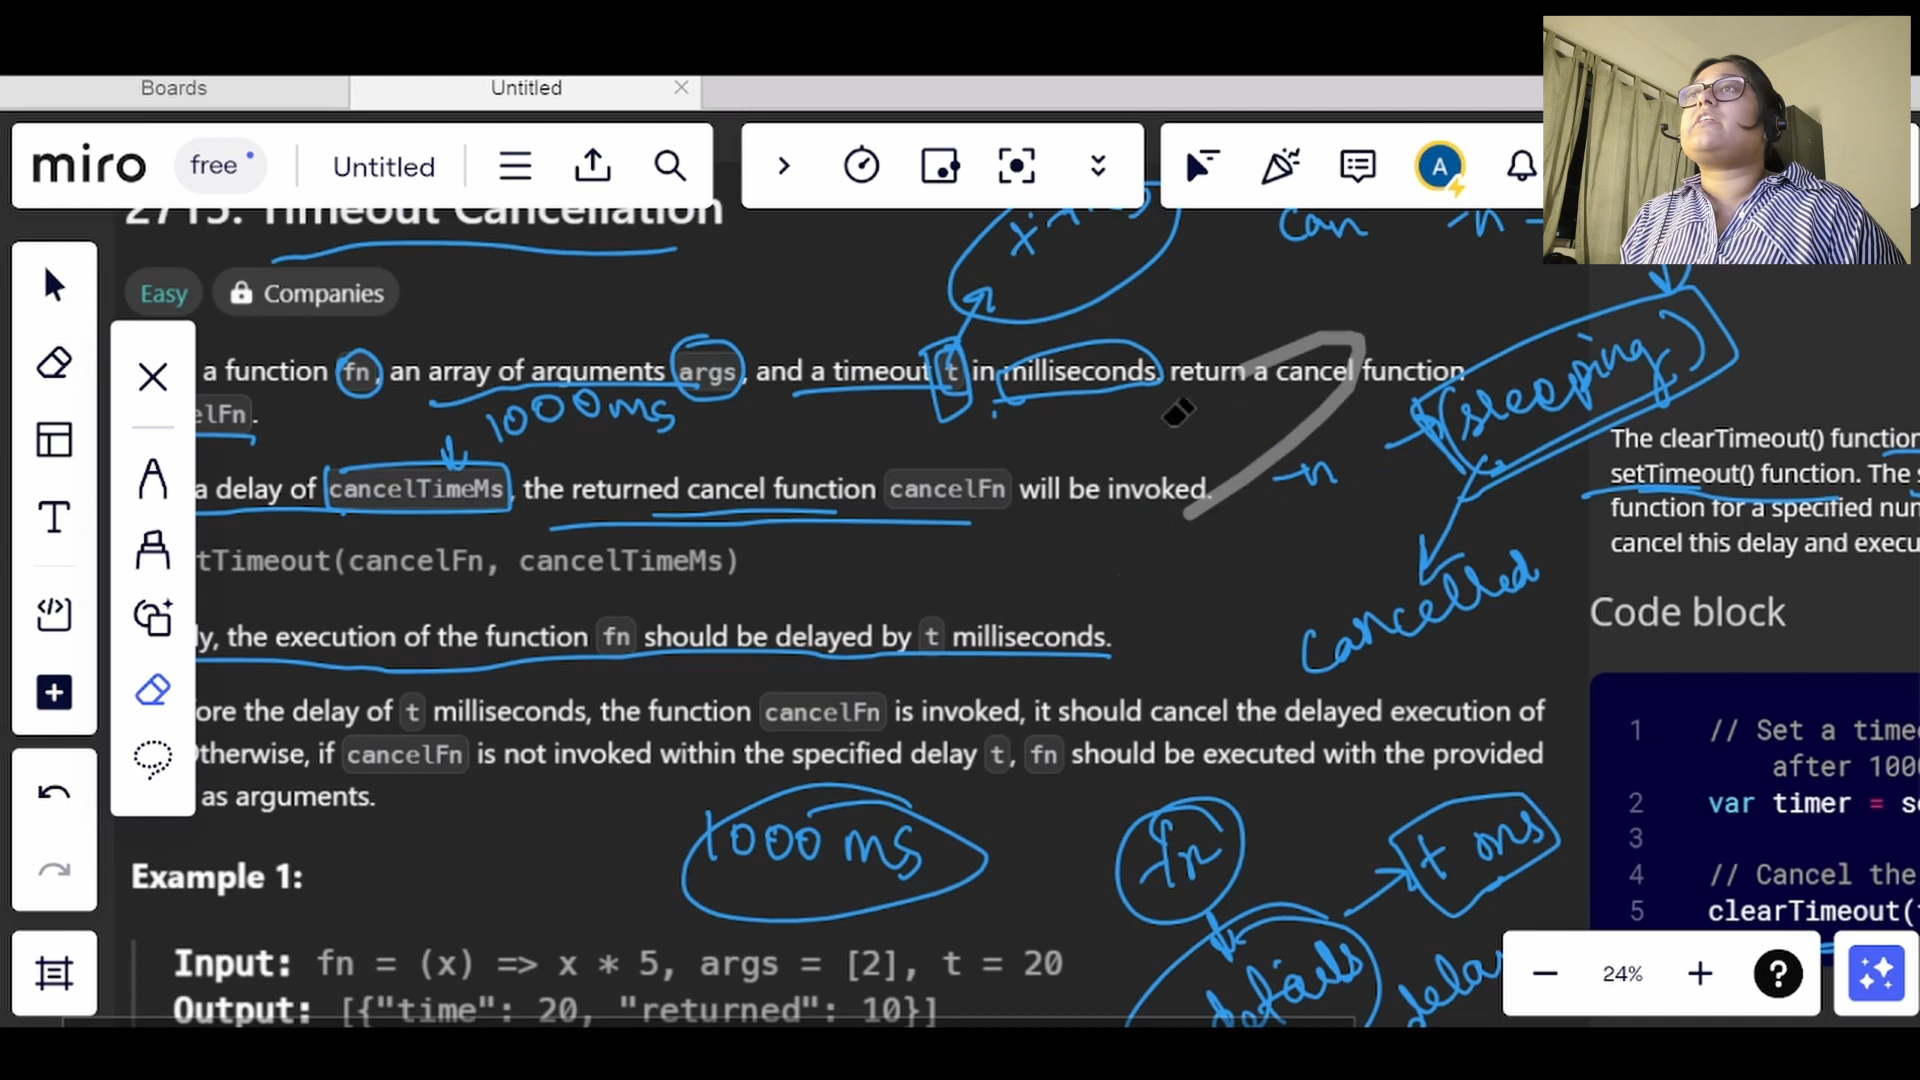 Boards
Untitled
miro
free
Untitled
A
2715. Timeout Cancellation
can
Easy
Companies
a function fn, an array of arguments args, and a timeout t in milliseconds, return a cancel function
elFn.
1000ms
(sleeping)
The clearTimeout() function
a delay of cancelTimeMs, the returned cancel function cancelFn will be invoked.
setTimeout() function. The s
function for a specified num
cancel this delay and execu
tTimeout(cancelFn, cancelTimeMs)
cancelled
Code block
ly, the execution of the function fn should be delayed by t milliseconds.
ore the delay of t milliseconds, the function cancelFn is invoked, it should cancel the delayed execution of
Otherwise, if cancelFn is not invoked within the specified delay t, fn should be executed with the provided
as arguments.
1 // Set a time
after 1000
2 var timer = s
3
4 // Cancel the
5 clearTimeout(
1000 ms
fn
t ms
Example 1:
Input: fn = (x) => x * 5, args = [2], t = 20
Output: [{"time": 20, "returned": 10}]
details
delay
24%